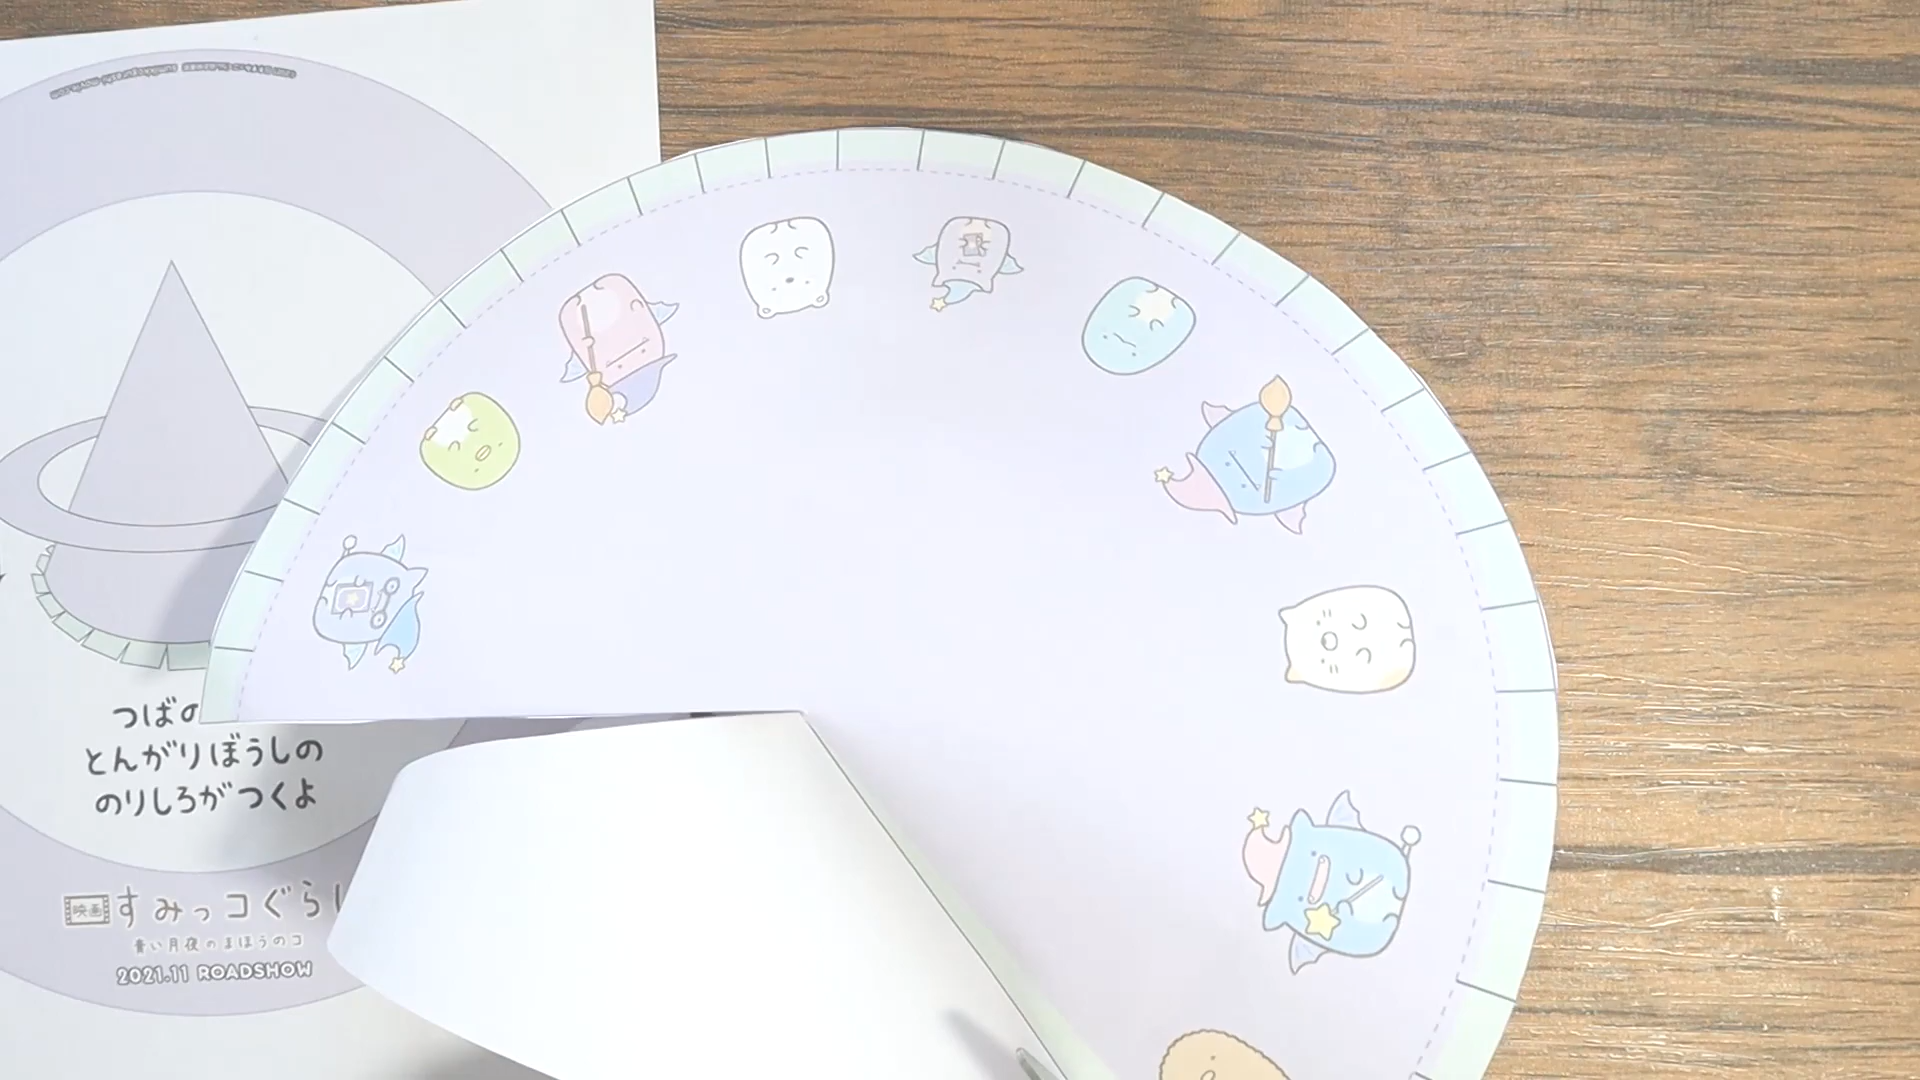 つばの
とんがりぼうしの
のりしろがつくよ
映画 すみっコぐらし
青い月夜のまほうのコ
2021.11 ROADSHOW